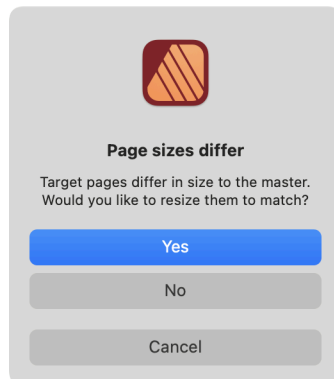 Page sizes differ
Target pages differ in size to the master.
Would you like to resize them to match?
Yes
No
Cancel